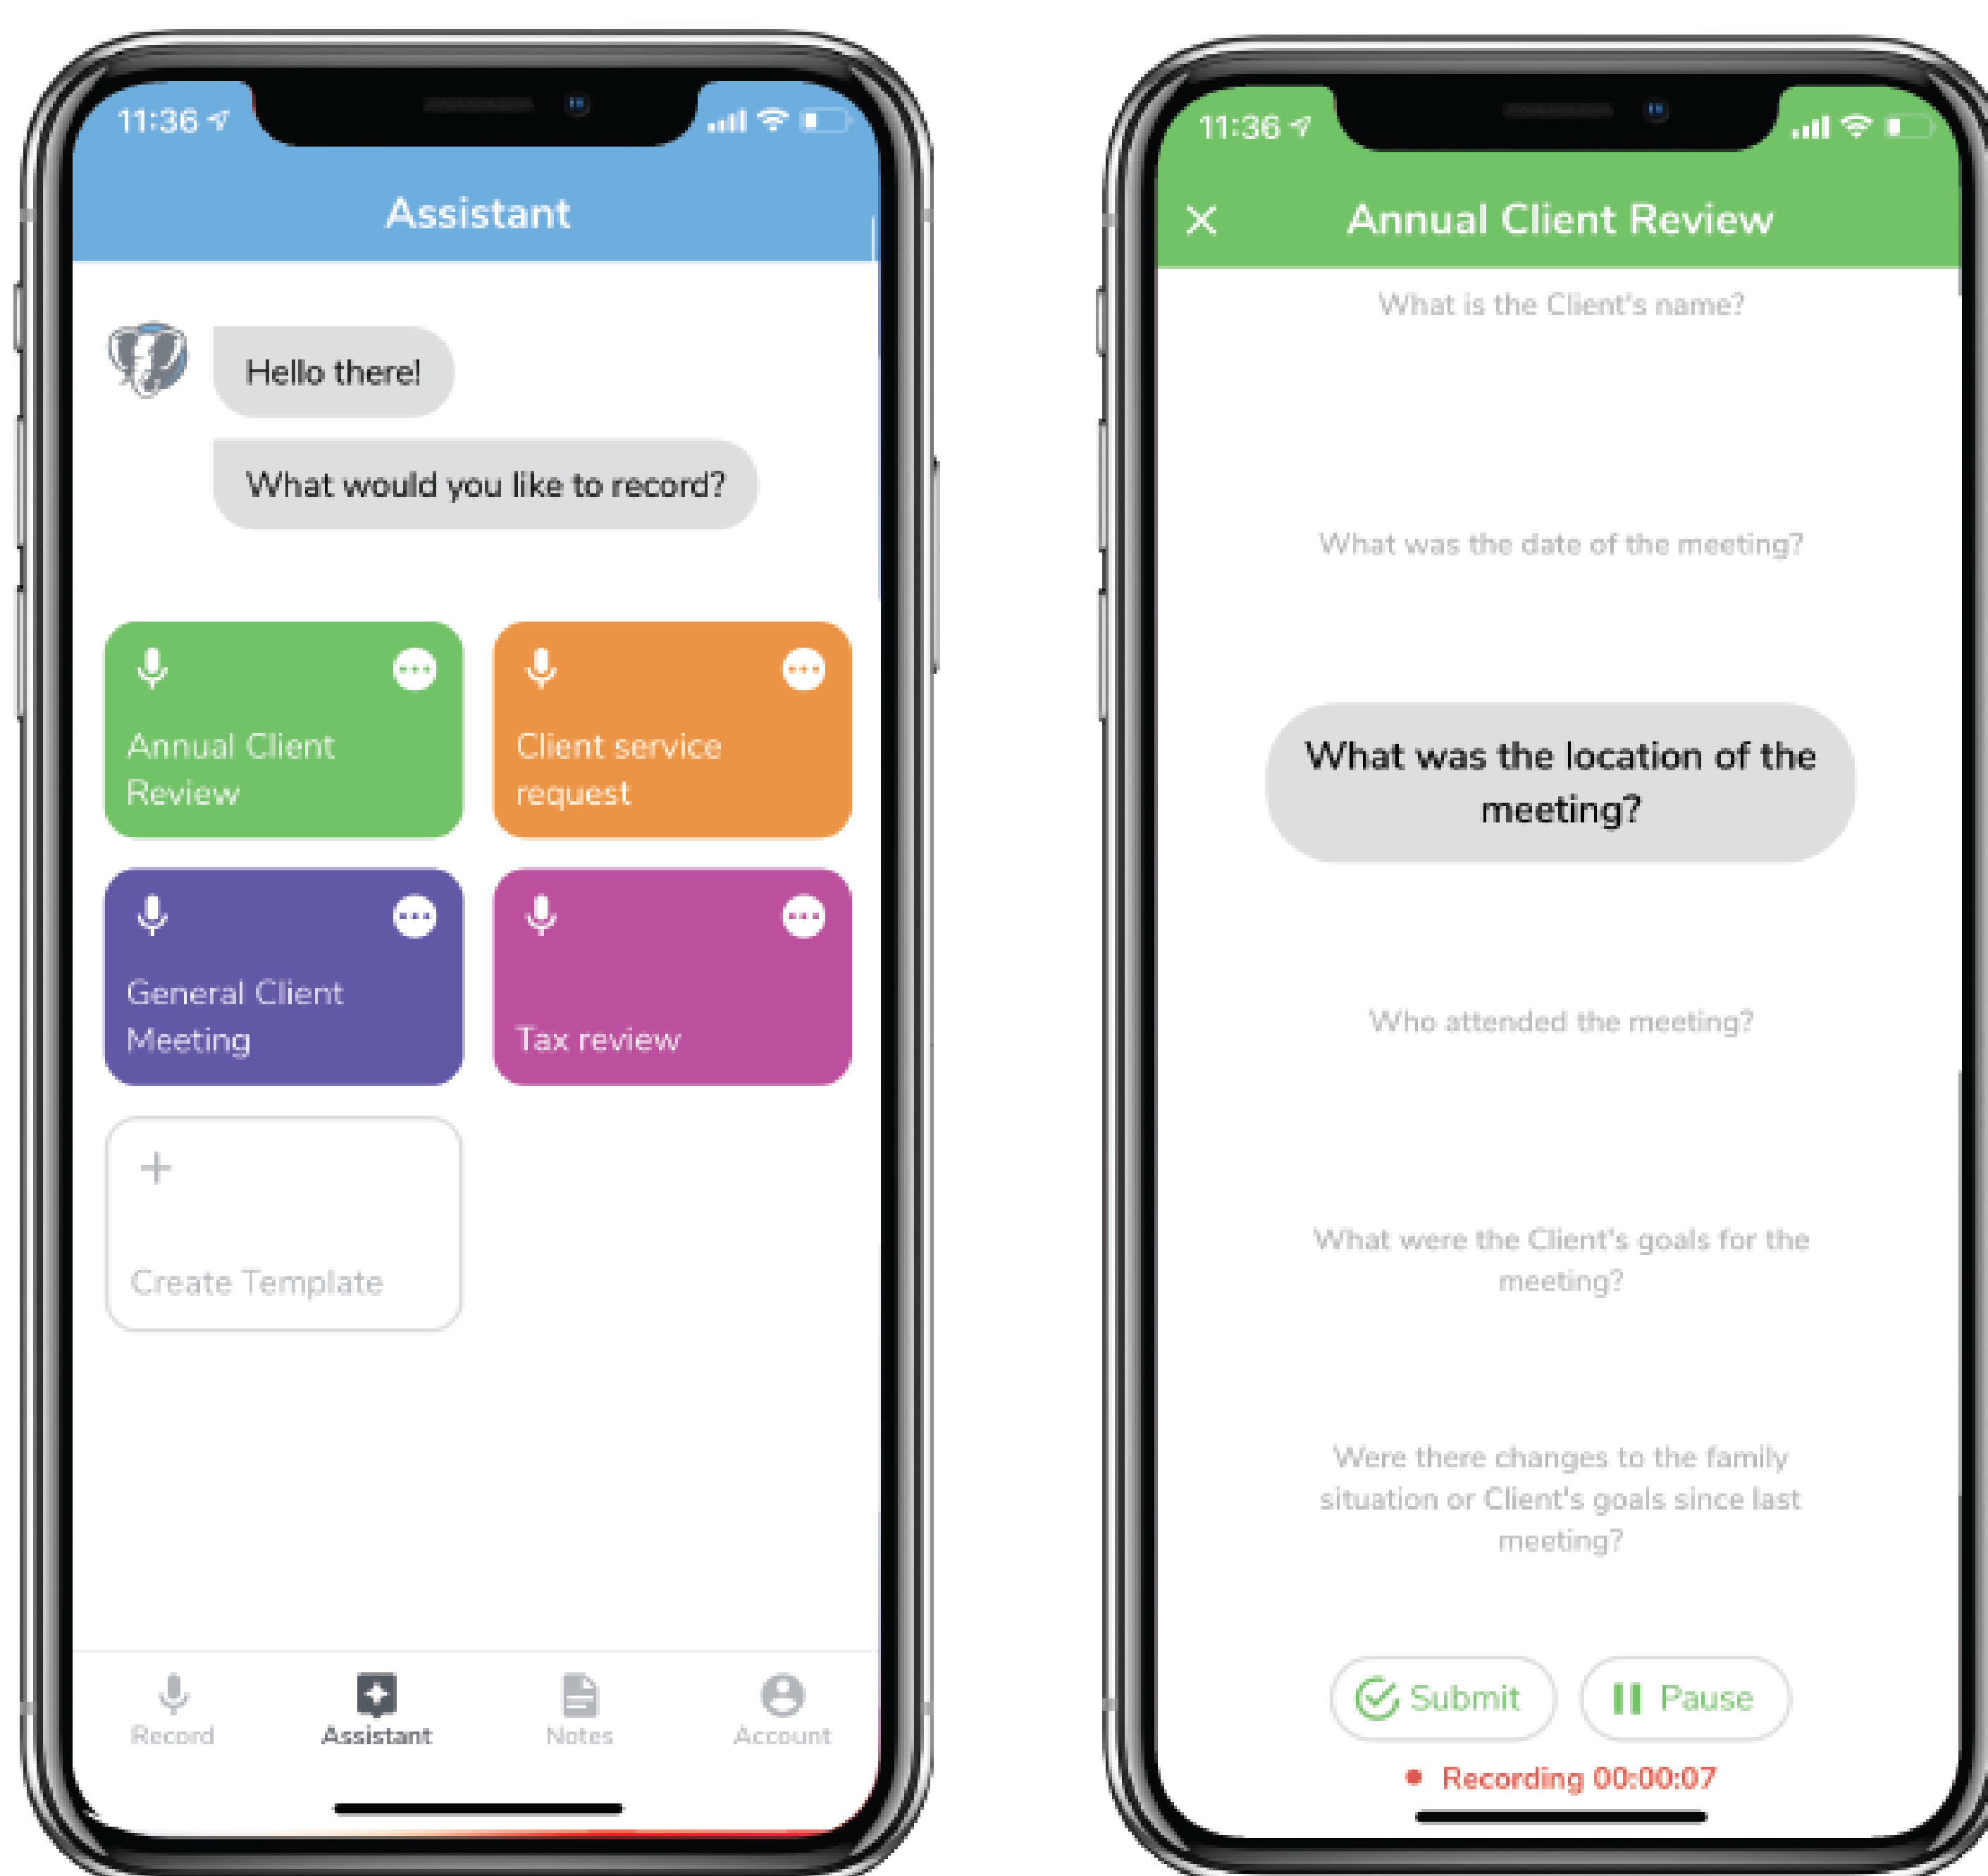 11:36
Assistant
Hello there!
What would you like to record?
Annual Client
Review
Client service
request
General Client
Meeting
Tax review
Create Template
Record
Assistant
Notes
Account
11:36
Annual Client Review
What is the Client's name?
What was the date of the meeting?
What was the location of the
meeting?
Who attended the meeting?
What were the Client's goals for the
meeting?
Were there changes to the family
situation or Client's goals since last
meeting?
Submit
Pause
Recording 00:00:07